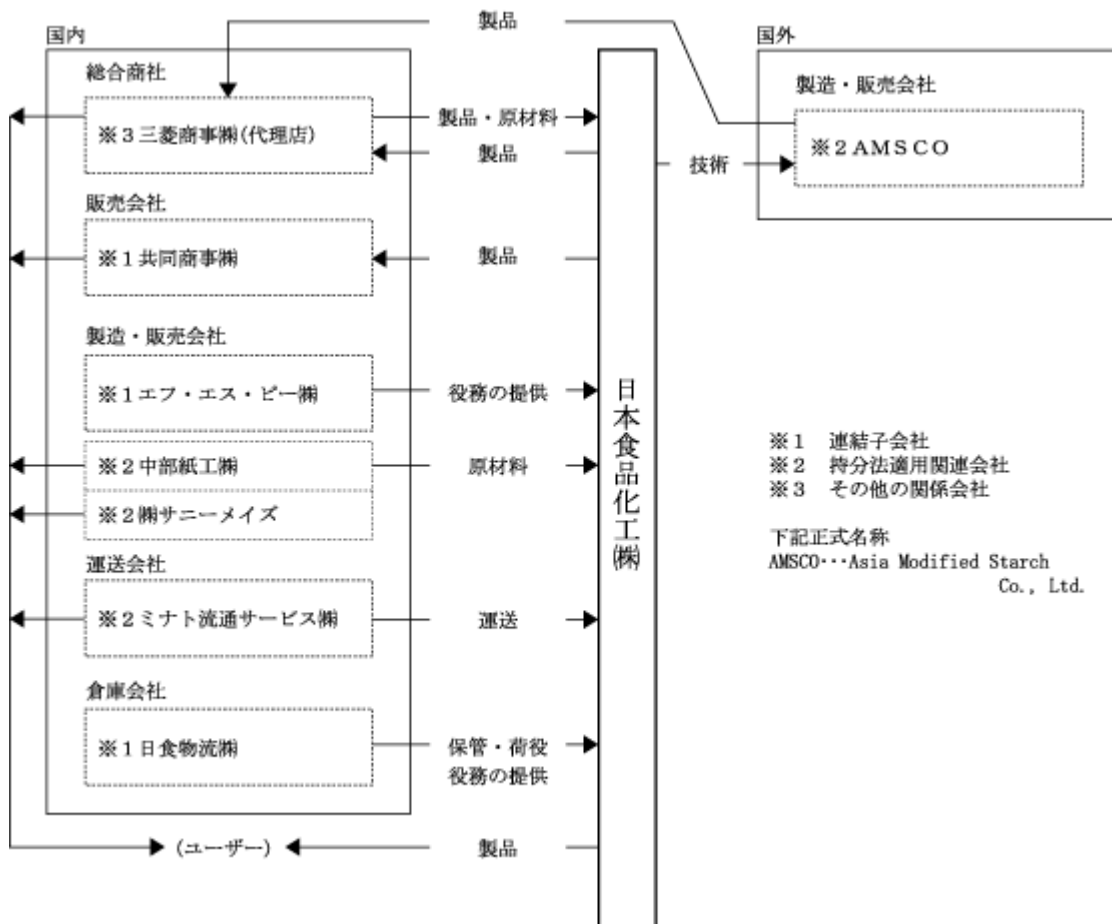 製品
国内
国外
総合商社
※3三菱商事㈱(代理店)
製品・原材料
製品
製造・販売会社
※2AMSCO
技術
販売会社
※1共同商事㈱
製品
製造・販売会社
※1エフ・エス・ピー㈱
役務の提供
※2中部紙工㈱
原材料
※2㈱サニーメイズ
運送会社
※2ミナト流通サービス㈱
運送
倉庫会社
※1日食物流㈱
保管・荷役
役務の提供
(ユーザー)
製品
日本食品化工㈱
※1 連結子会社
※2 持分法適用関連会社
※3 その他の関係会社
下記正式名称
AMSCO･･･Asia Modified Starch
Co., Ltd.